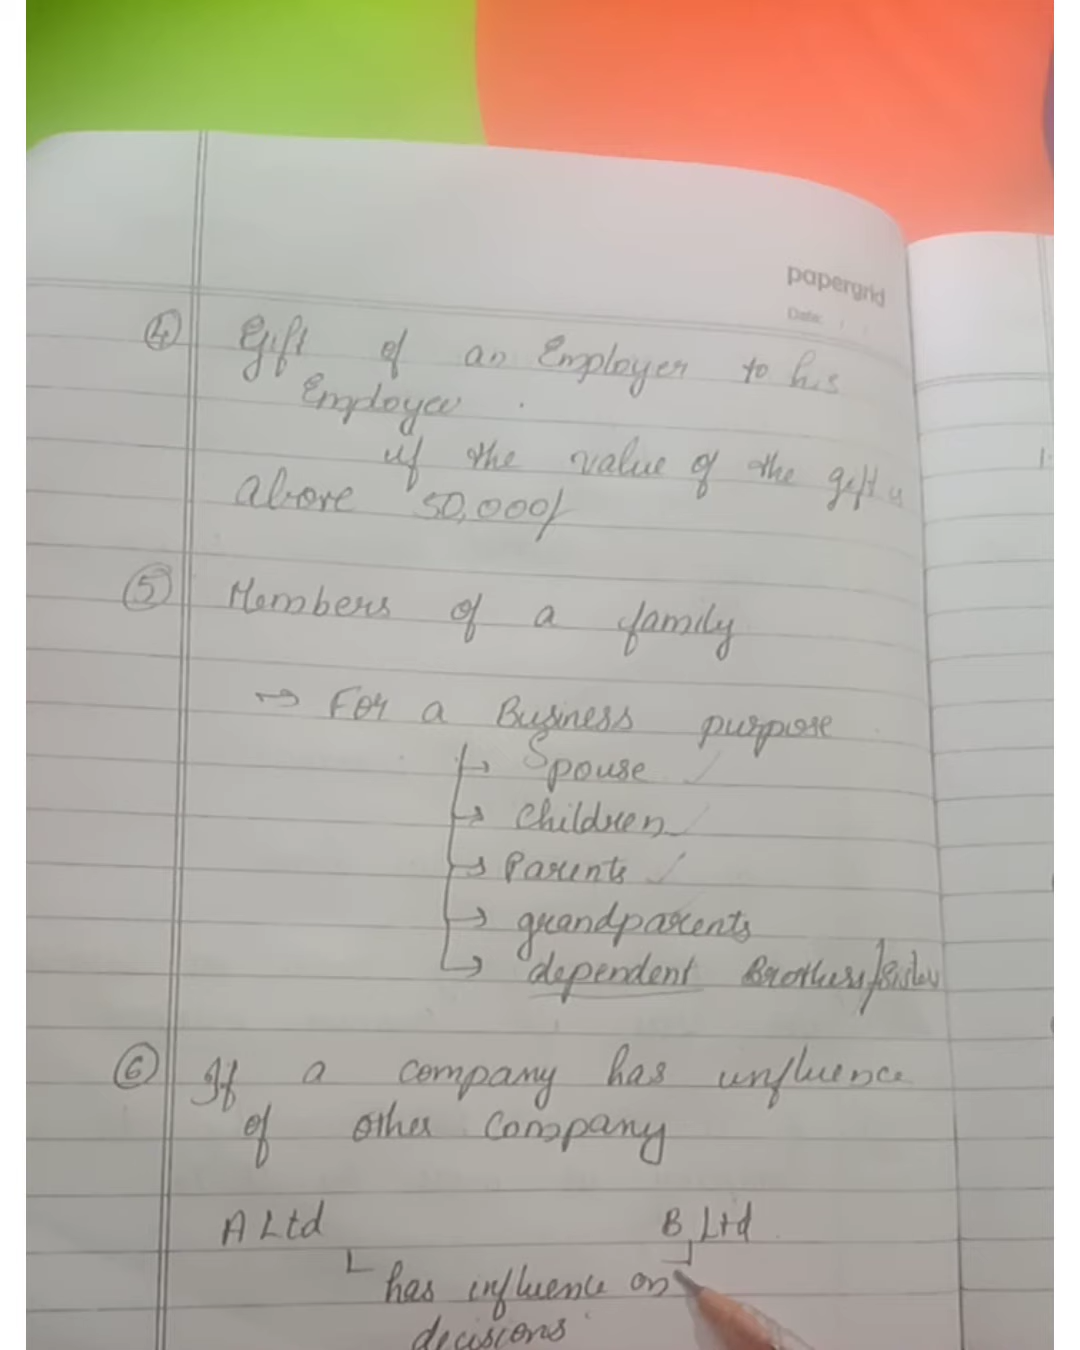 papergrid
Date:
④ Gift of an Employer to his
Employee.
if the value of the gift is
above 50,000/
⑤ Members of a family
→ For a Business purpose
→ Spouse ✓
→ Children ✓
→ Parents ✓
→ grandparents
→ dependent Brothers/Sister
⑥ If a company has influence
of other Company
A Ltd B Ltd
has influence on
decisions